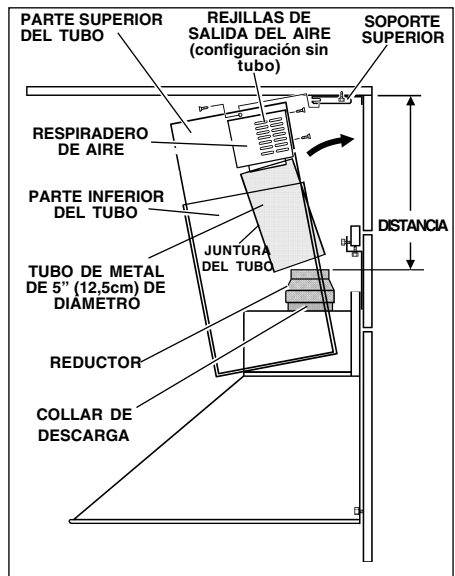 PARTE SUPERIOR
DEL TUBO
REJILLAS DE
SALIDA DEL AIRE
(configuración sin
tubo)
SOPORTE
SUPERIOR
RESPIRADERO
DE AIRE
PARTE INFERIOR
DEL TUBO
DISTANCIA
JUNTURA
DEL TUBO
TUBO DE METAL
DE 5” (12,5cm) DE
DIÁMETRO
REDUCTOR
COLLAR DE
DESCARGA